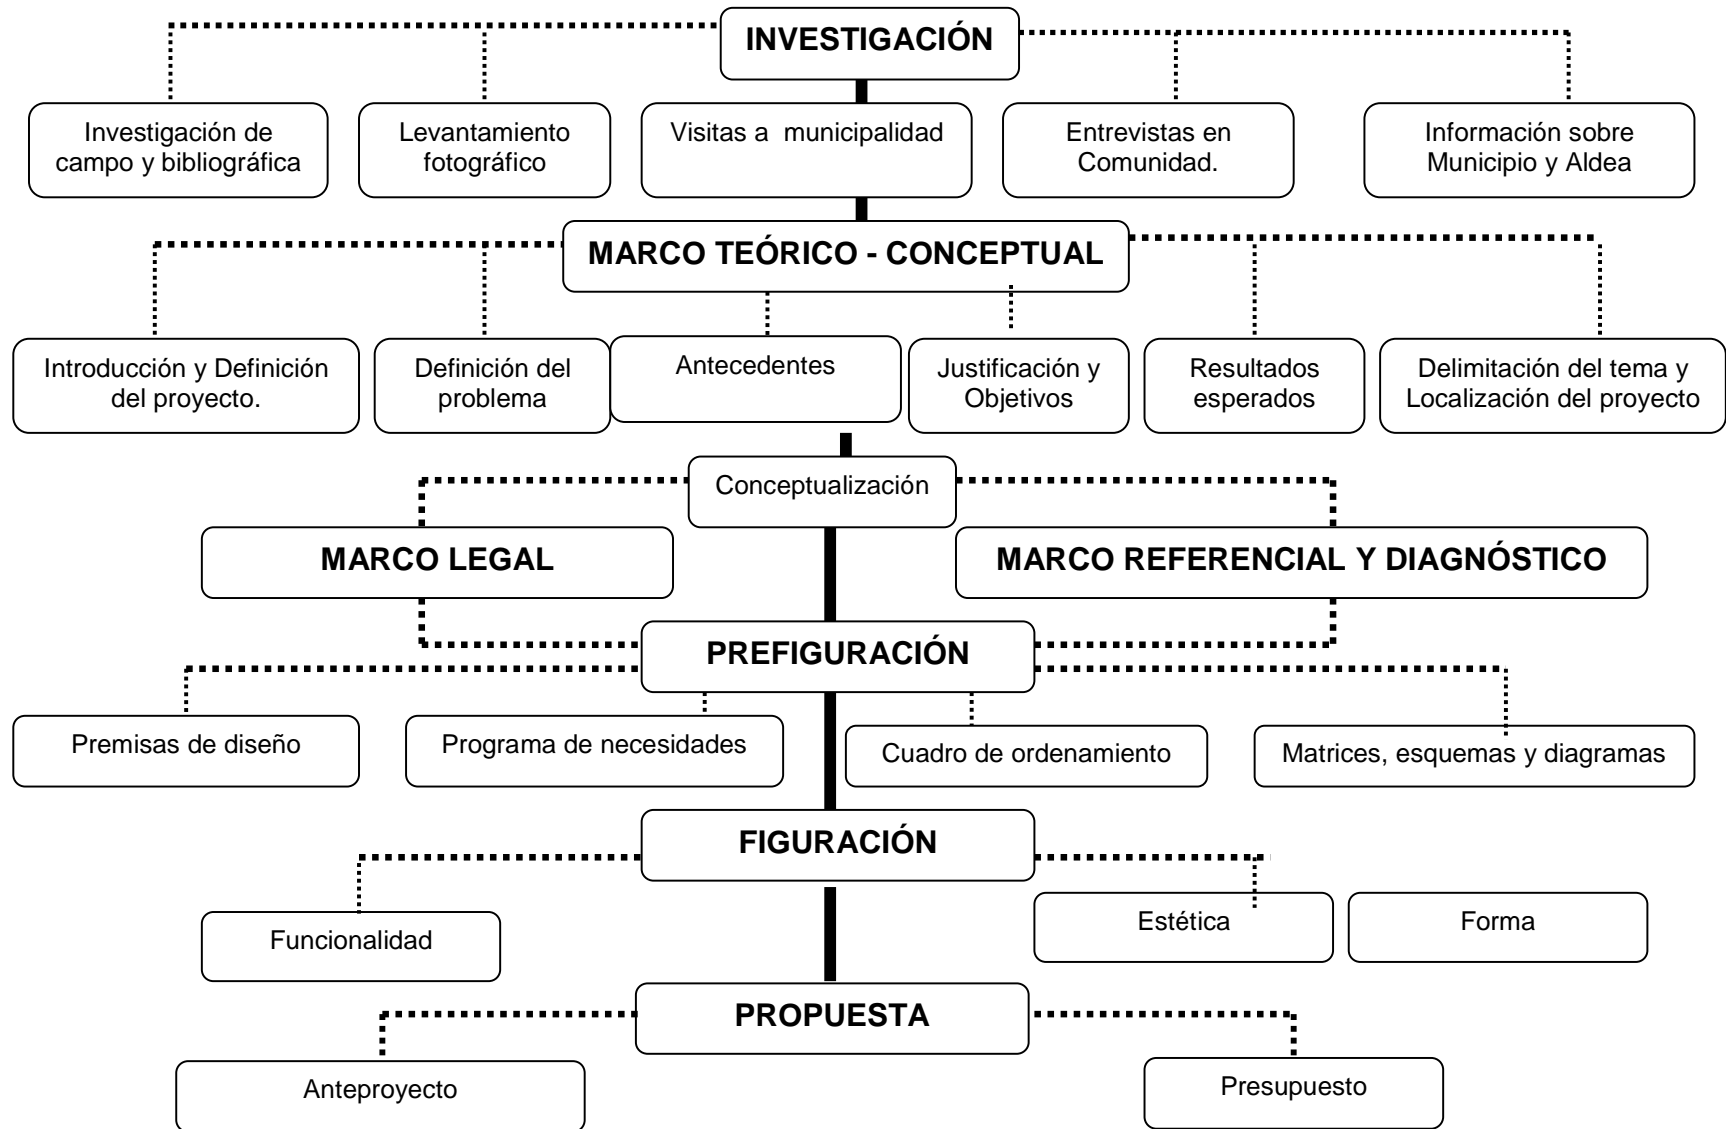 INVESTIGACIÓN
Investigación de
campo y bibliográfica
Levantamiento
fotográfico
Visitas a  municipalidad
Entrevistas en
Comunidad.
Información sobre
Municipio y Aldea
MARCO TEÓRICO - CONCEPTUAL
Introducción y Definición
del proyecto.
Definición del
problema
Antecedentes
Justificación y
Objetivos
Resultados
esperados
Delimitación del tema y
Localización del proyecto
Conceptualización
MARCO LEGAL
MARCO REFERENCIAL Y DIAGNÓSTICO
PREFIGURACIÓN
Premisas de diseño
Programa de necesidades
Cuadro de ordenamiento
Matrices, esquemas y diagramas
FIGURACIÓN
Funcionalidad
Estética
Forma
PROPUESTA
Anteproyecto
Presupuesto